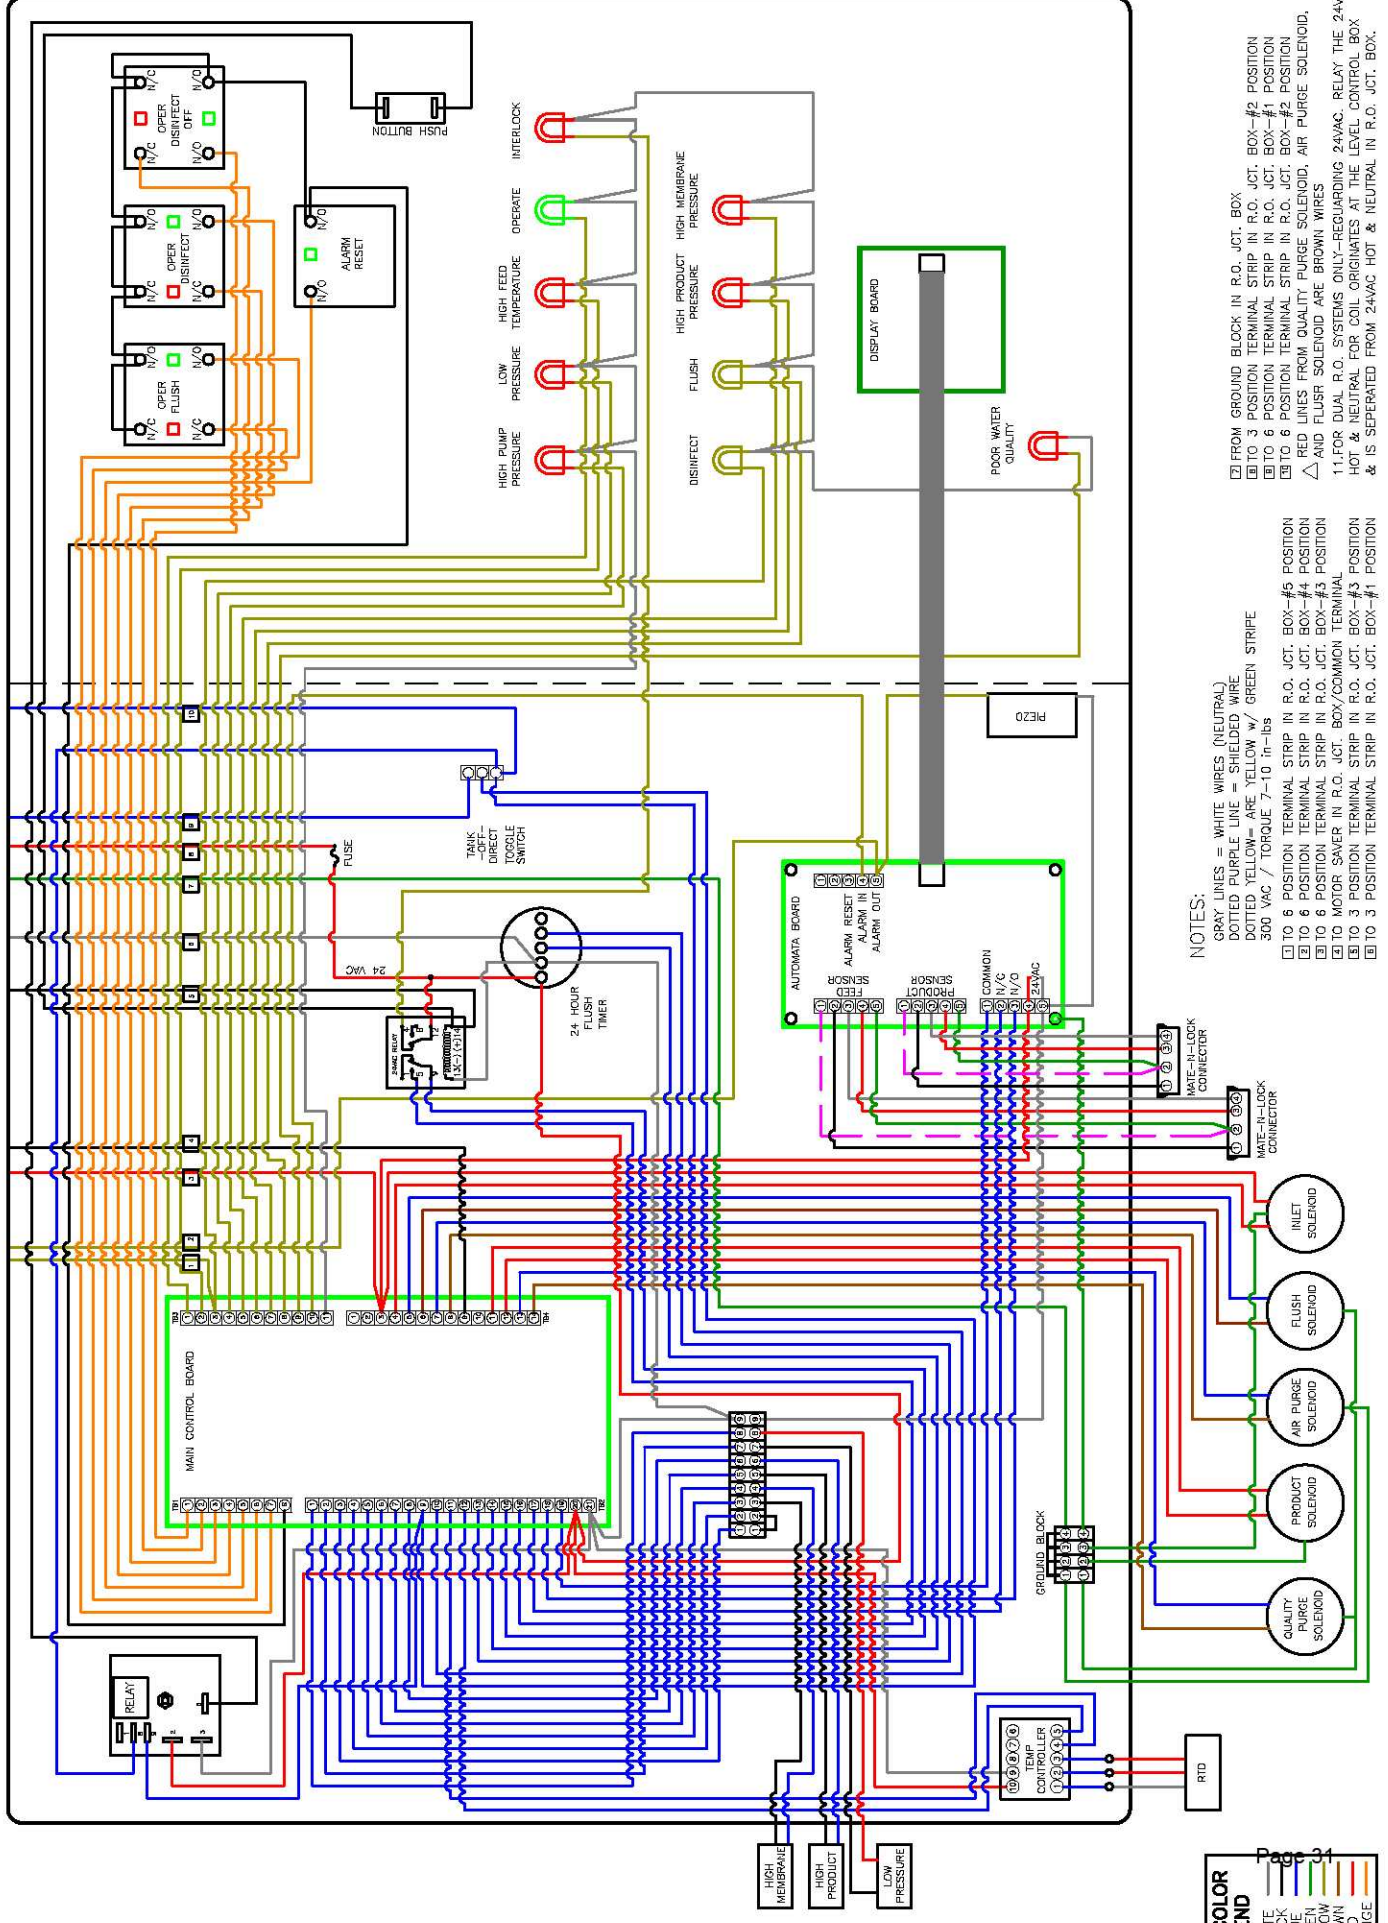 N/C
N/O
OPER
DISINFECT
OFF
N/C
N/O
PUSH BUTTON
N/O
OPER
DISINFECT
N/C
N/O
N/C
N/O
ALARM
RESET
N/O
N/O
OPER
FLUSH
N/C
N/O
N/C
INTERLOCK
OPERATE
HIGH FEED
TEMPERATURE
LOW
PRESSURE
HIGH PUMP
PRESSURE
HIGH MEMBRANE
PRESSURE
HIGH PRODUCT
PRESSURE
FLUSH
DISINFECT
DISPLAY BOARD
POOR WATER
QUALITY
PIEZO
TANK
-OFF-
DIRECT
TOGGLE
SWITCH
FUSE
24 VAC
24VAC RELAY
13(-) (+)14
24 HOUR
FLUSH
TIMER
AUTOMATA BOARD
ALARM RESET
ALARM IN
ALARM OUT
FEED
SENSOR
PRODUCT
SENSOR
COMMON
N/C
N/O
24VAC
MATE-N-LOCK
CONNECTOR
MATE-N-LOCK
CONNECTOR
TB3
TB4
MAIN CONTROL BOARD
TB1
TB2
GROUND BLOCK
INLET
SOLENOID
FLUSH
SOLENOID
AIR PURGE
SOLENOID
PRODUCT
SOLENOID
QUALITY
PURGE
SOLENOID
RELAY
TEMP
CONTROLLER
RTD
HIGH
MEMBRANE
HIGH
PRODUCT
LOW
PRESSURE
NOTES:
GRAY LINES = WHITE WIRES (NEUTRAL)
DOTTED PURPLE LINE = SHIELDED WIRE
DOTTED YELLOW= ARE YELLOW w/ GREEN STRIPE
300 VAC / TORQUE 7-10 in-lbs
1 TO 6 POSITION TERMINAL STRIP IN R.O. JCT. BOX-#5 POSITION
2 TO 6 POSITION TERMINAL STRIP IN R.O. JCT. BOX-#4 POSITION
3 TO 6 POSITION TERMINAL STRIP IN R.O. JCT. BOX-#3 POSITION
4 TO MOTOR SAVER IN R.O. JCT. BOX/COMMON TERMINAL
5 TO 3 POSITION TERMINAL STRIP IN R.O. JCT. BOX-#3 POSITION
6 TO 3 POSITION TERMINAL STRIP IN R.O. JCT. BOX-#1 POSITION
7 FROM GROUND BLOCK IN R.O. JCT. BOX
8 TO 3 POSITION TERMINAL STRIP IN R.O. JCT. BOX-#2 POSITION
9 TO 6 POSITION TERMINAL STRIP IN R.O. JCT. BOX-#1 POSITION
10 TO 6 POSITION TERMINAL STRIP IN R.O. JCT. BOX-#2 POSITION
RED LINES FROM QUALITY PURGE SOLENOID, AIR PURGE SOLENOID,
AND FLUSR SOLENOID ARE BROWN WIRES
11.FOR DUAL R.O. SYSTEMS ONLY-REGUARDING 24VAC. RELAY THE 24V
HOT & NEUTRAL FOR COIL ORIGINATES AT THE LEVEL CONTROL BOX
& IS SEPERATED FROM 24VAC HOT & NEUTRAL IN R.O. JCT. BOX.
Page 31